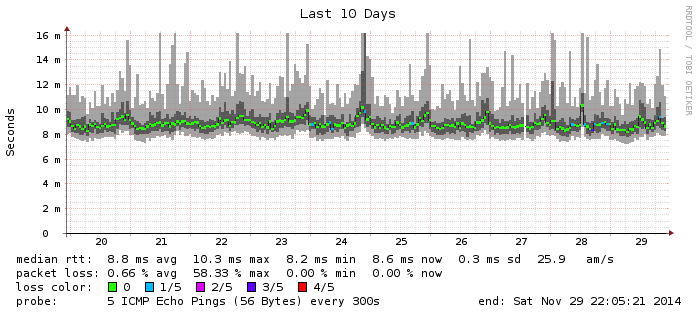 Last 10 Days
RRDTOOL / TOBI OETIKER
Seconds
16 m
14 m
12 m
10 m
8 m
6 m
4 m
2 m
0
20 21 22 23 24 25 26 27 28 29
median rtt: 8.8 ms avg 10.3 ms max 8.2 ms min 8.6 ms now 0.3 ms sd 25.9 am/s
packet loss: 0.66 % avg 58.33 % max 0.00 % min 0.00 % now
loss color: 0 1/5 2/5 3/5 4/5
probe: 5 ICMP Echo Pings (56 Bytes) every 300s end: Sat Nov 29 22:05:21 2014